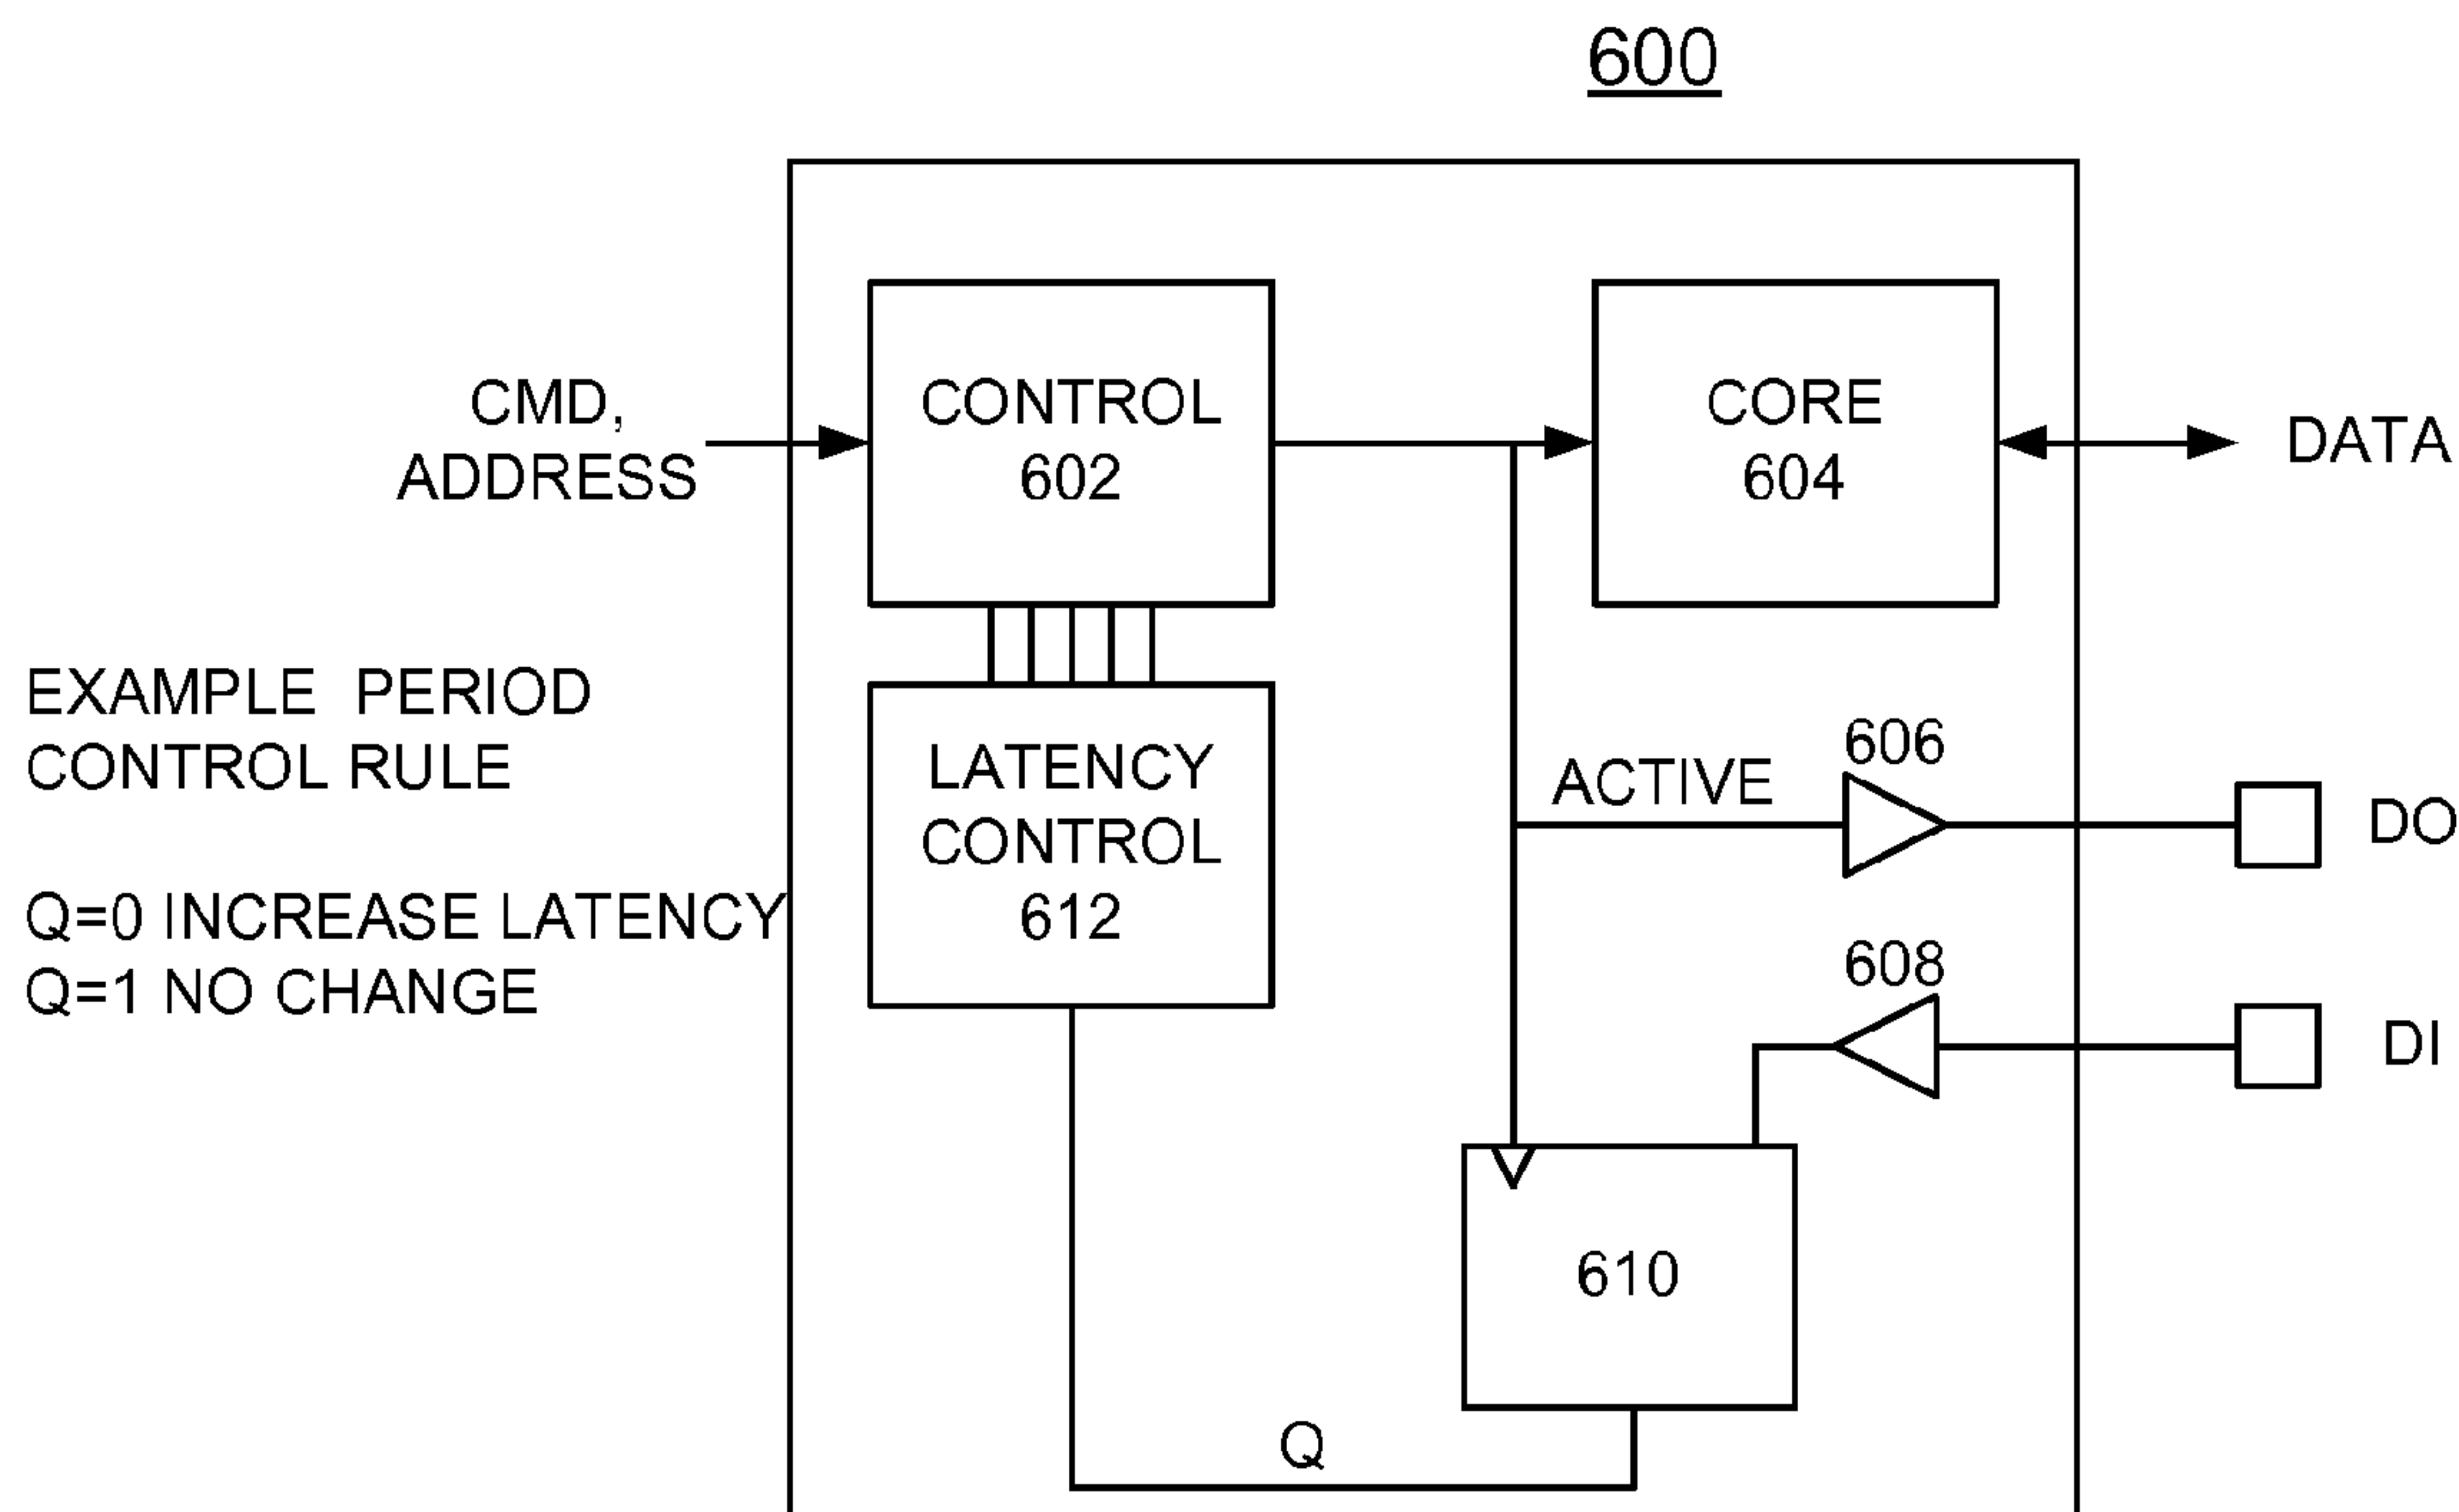 600
CMD,
ADDRESS
CONTROL
602
CORE
604
DATA
EXAMPLE PERIOD
CONTROL RULE
Q=0 INCREASE LATENCY
Q=1 NO CHANGE
LATENCY
CONTROL
612
ACTIVE
606
DO
608
DI
610
Q